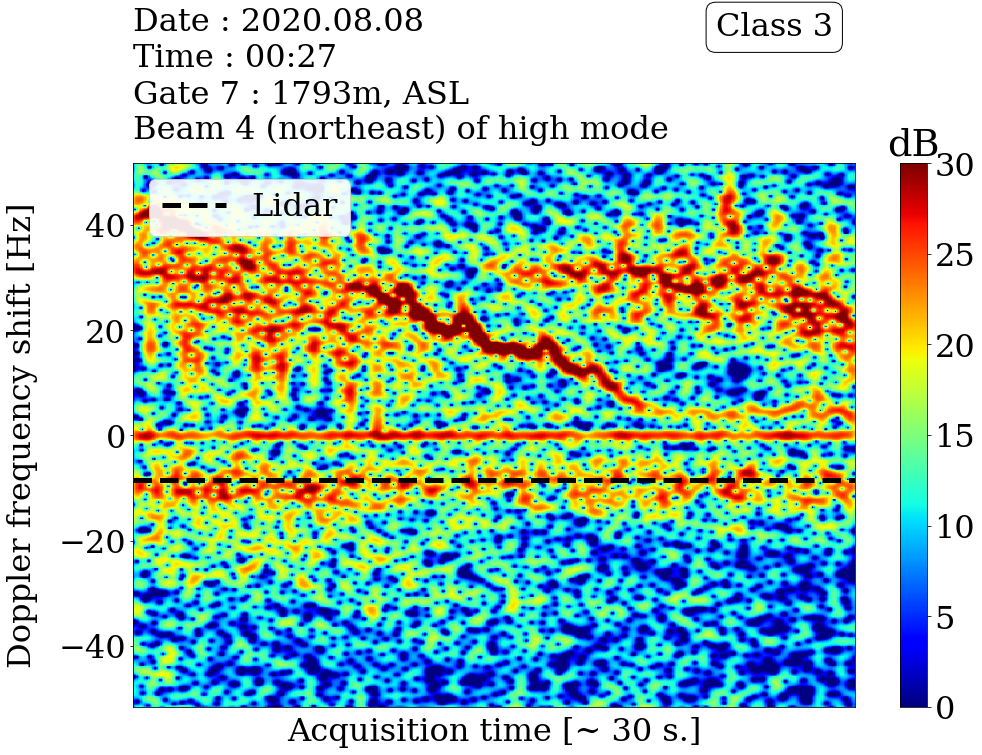 Date : 2020.08.08
Time : 00:27
Gate 7 : 1793m, ASL
Beam 4 (northeast) of high mode
Class 3
dB
Lidar
Doppler frequency shift [Hz]
40
20
0
−20
−40
30
25
20
15
10
5
0
Acquisition time [~ 30 s.]